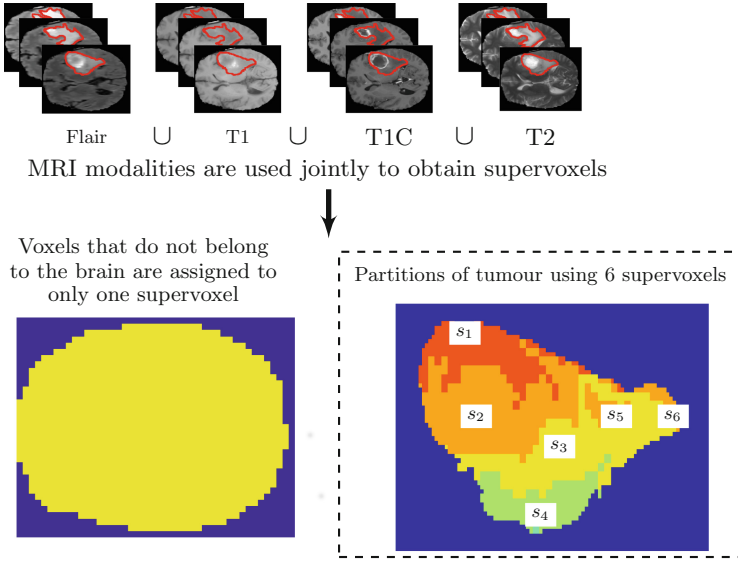 Flair ∪ T1 ∪ T1C ∪ T2
MRI modalities are used jointly to obtain supervoxels
Voxels that do not belong
to the brain are assigned to
only one supervoxel
Partitions of tumour using 6 supervoxels
s1
s2
s5
s6
s3
s4